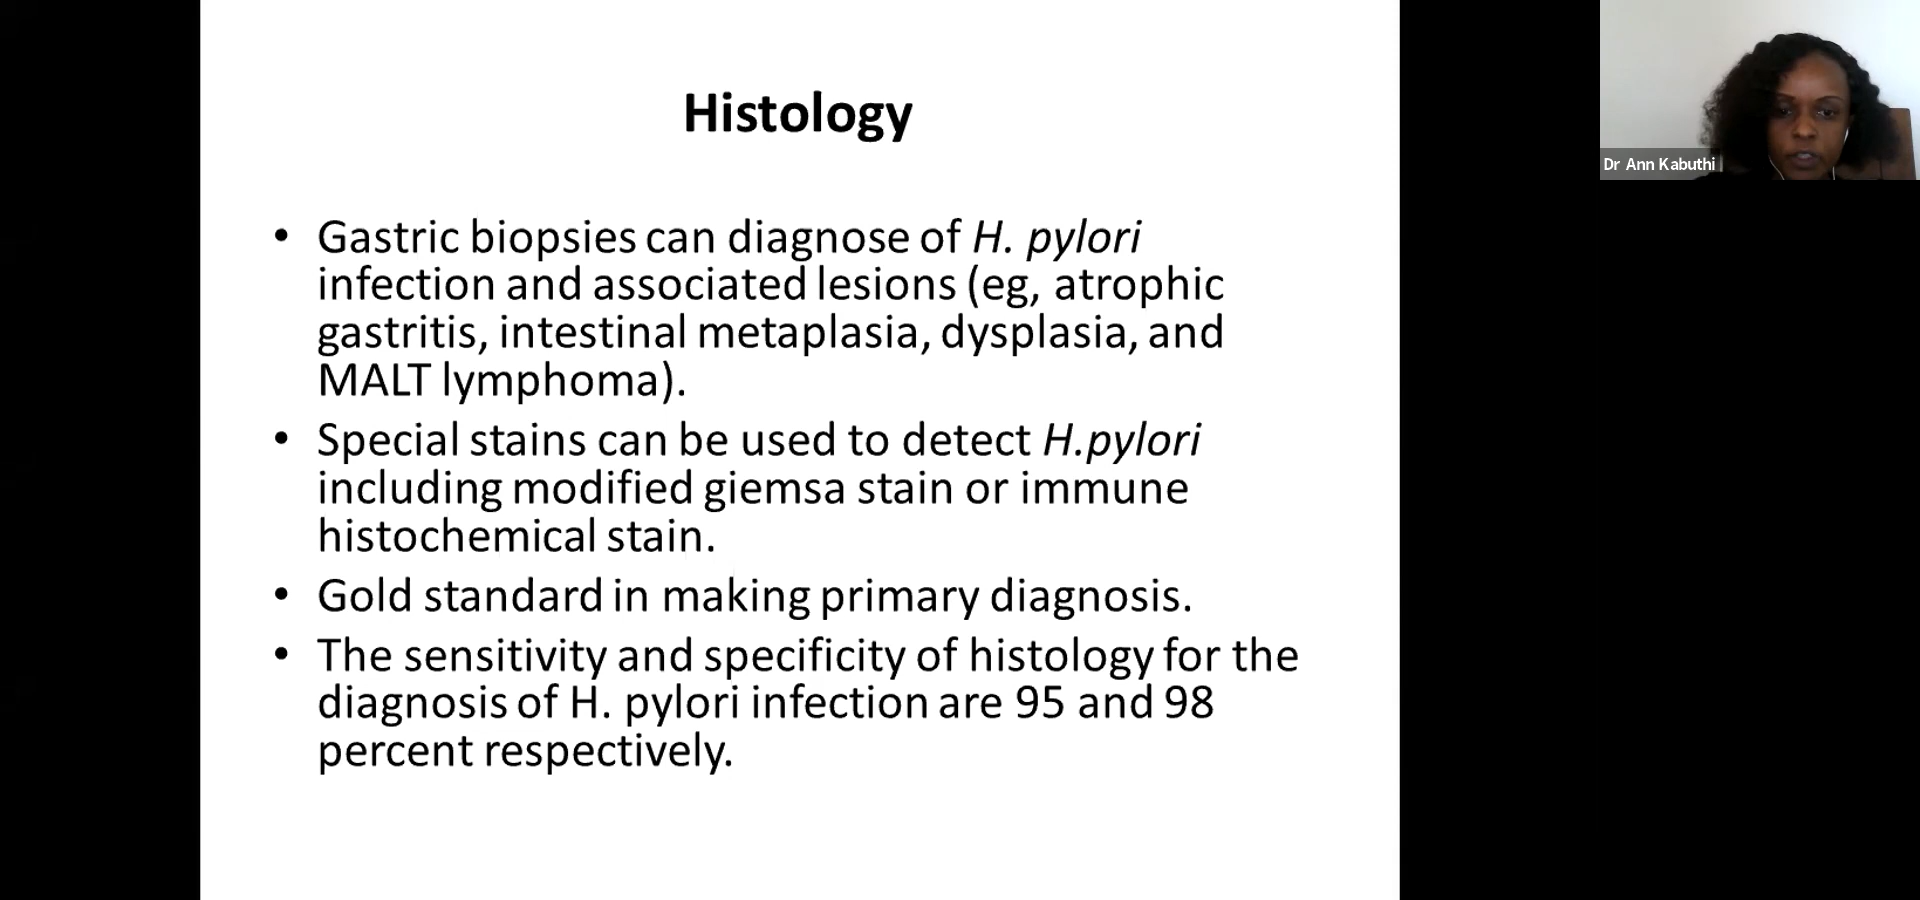 Histology
Dr Ann Kabuthi
• Gastric biopsies can diagnose of H. pylori
infection and associated lesions (eg, atrophic
gastritis, intestinal metaplasia, dysplasia, and
MALT lymphoma).
• Special stains can be used to detect H.pylori
including modified giemsa stain or immune
histochemical stain.
• Gold standard in making primary diagnosis.
• The sensitivity and specificity of histology for the
diagnosis of H. pylori infection are 95 and 98
percent respectively.